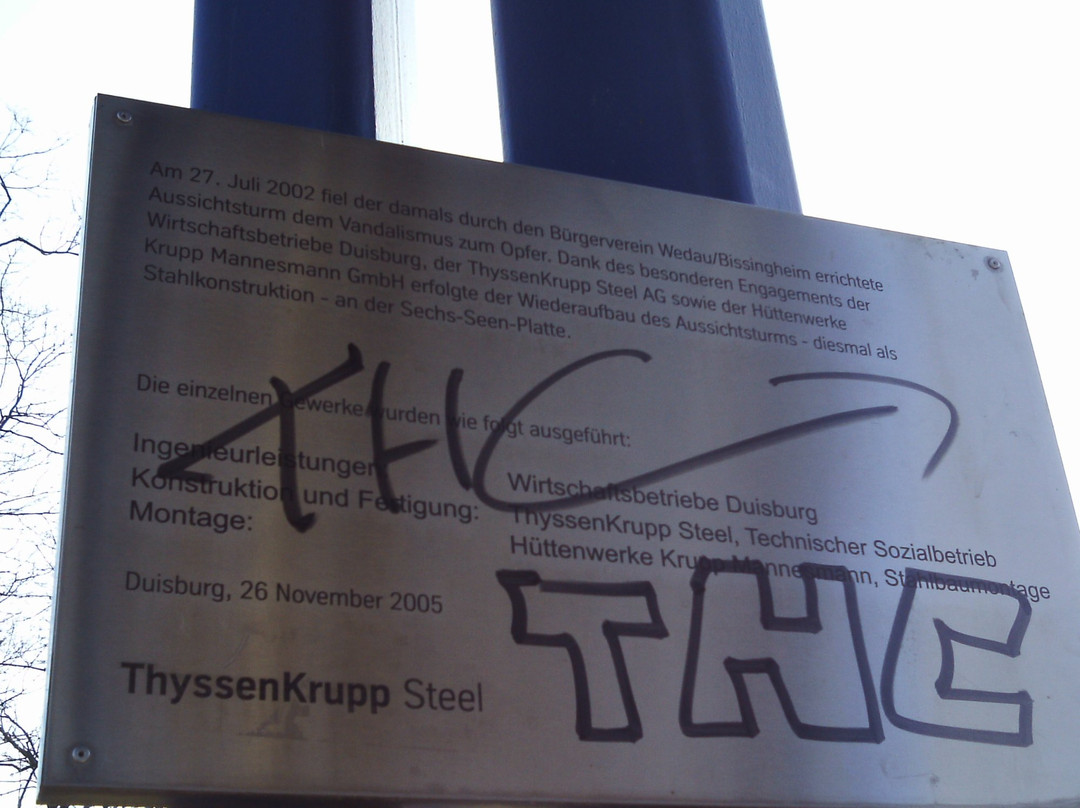 Am 27. Juli 2002 fiel der damals durch den Bürgerverein Wedau/Bissingheim errichtete
Aussichtsturm dem Vandalismus zum Opfer. Dank des besonderen Engagements der
Wirtschaftsbetriebe Duisburg, der ThyssenKrupp Steel AG sowie der Hüttenwerke
Krupp Mannesmann GmbH erfolgte der Wiederaufbau des Aussichtsturms - diesmal als
Stahlkonstruktion - an der Sechs-Seen-Platte.
Die einzelnen Gewerke wurden wie folgt ausgeführt:
Ingenieurleistungen: Wirtschaftsbetriebe Duisburg
Konstruktion und Fertigung: ThyssenKrupp Steel, Technischer Sozialbetrieb
Montage: Hüttenwerke Krupp Mannesmann, Stahlbaumontage
Duisburg, 26 November 2005
ThyssenKrupp Steel
THC
THC